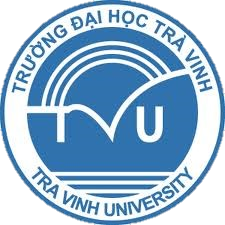 TRƯỜNG ĐẠI HỌC TRÀ VINH
TVU
TRA VINH UNIVERSITY